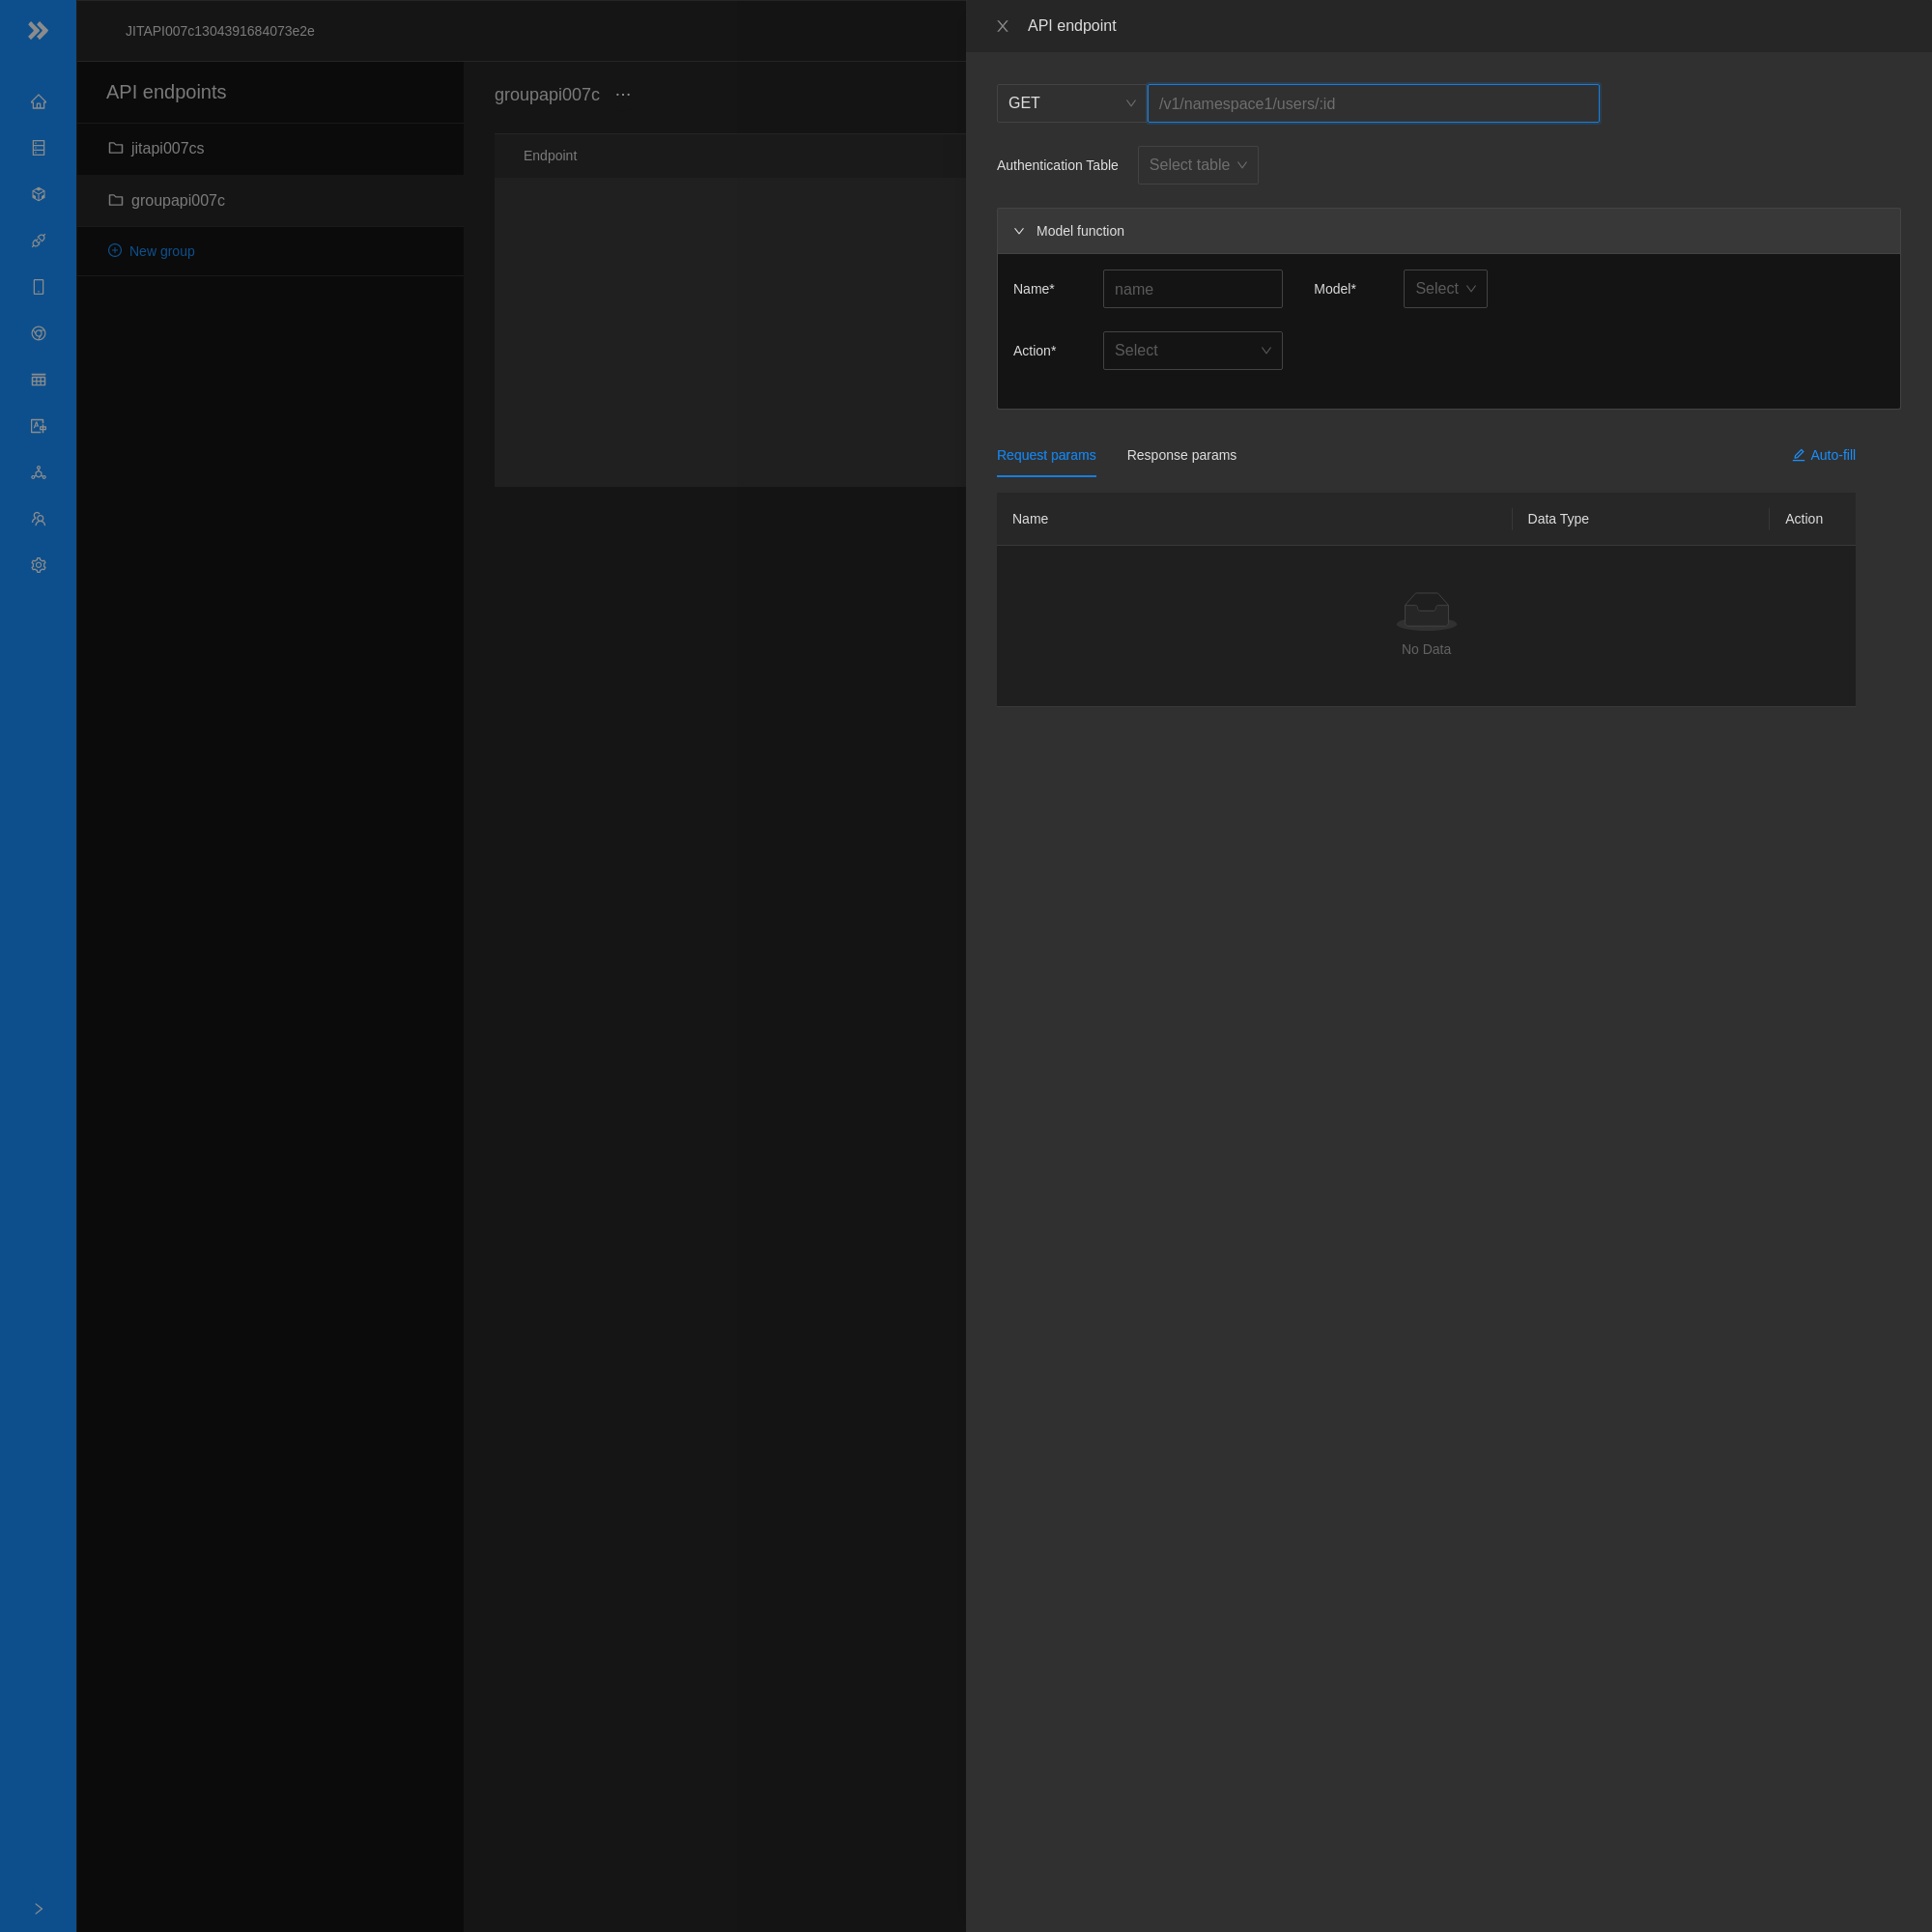 JITAPI007c1304391684073e2e
API endpoints
jitapi007cs
groupapi007c
New group
groupapi007c
Endpoint
API endpoint
GET
/v1/namespace1/users/:id
Authentication Table
Select table
Model function
Name*
name
Model*
Select
Action*
Select
Request params
Response params
Auto-fill
Name
Data Type
Action
No Data